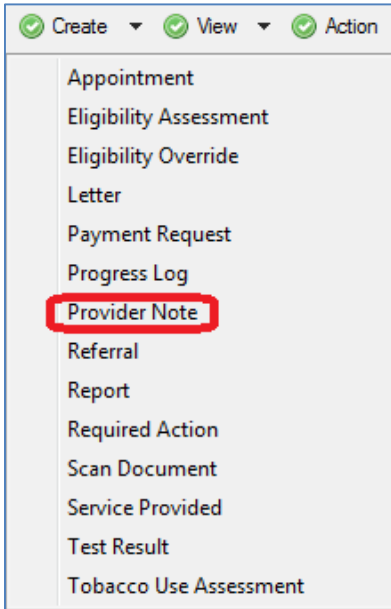 Create View Action
Appointment
Eligibility Assessment
Eligibility Override
Letter
Payment Request
Progress Log
Provider Note
Referral
Report
Required Action
Scan Document
Service Provided
Test Result
Tobacco Use Assessment